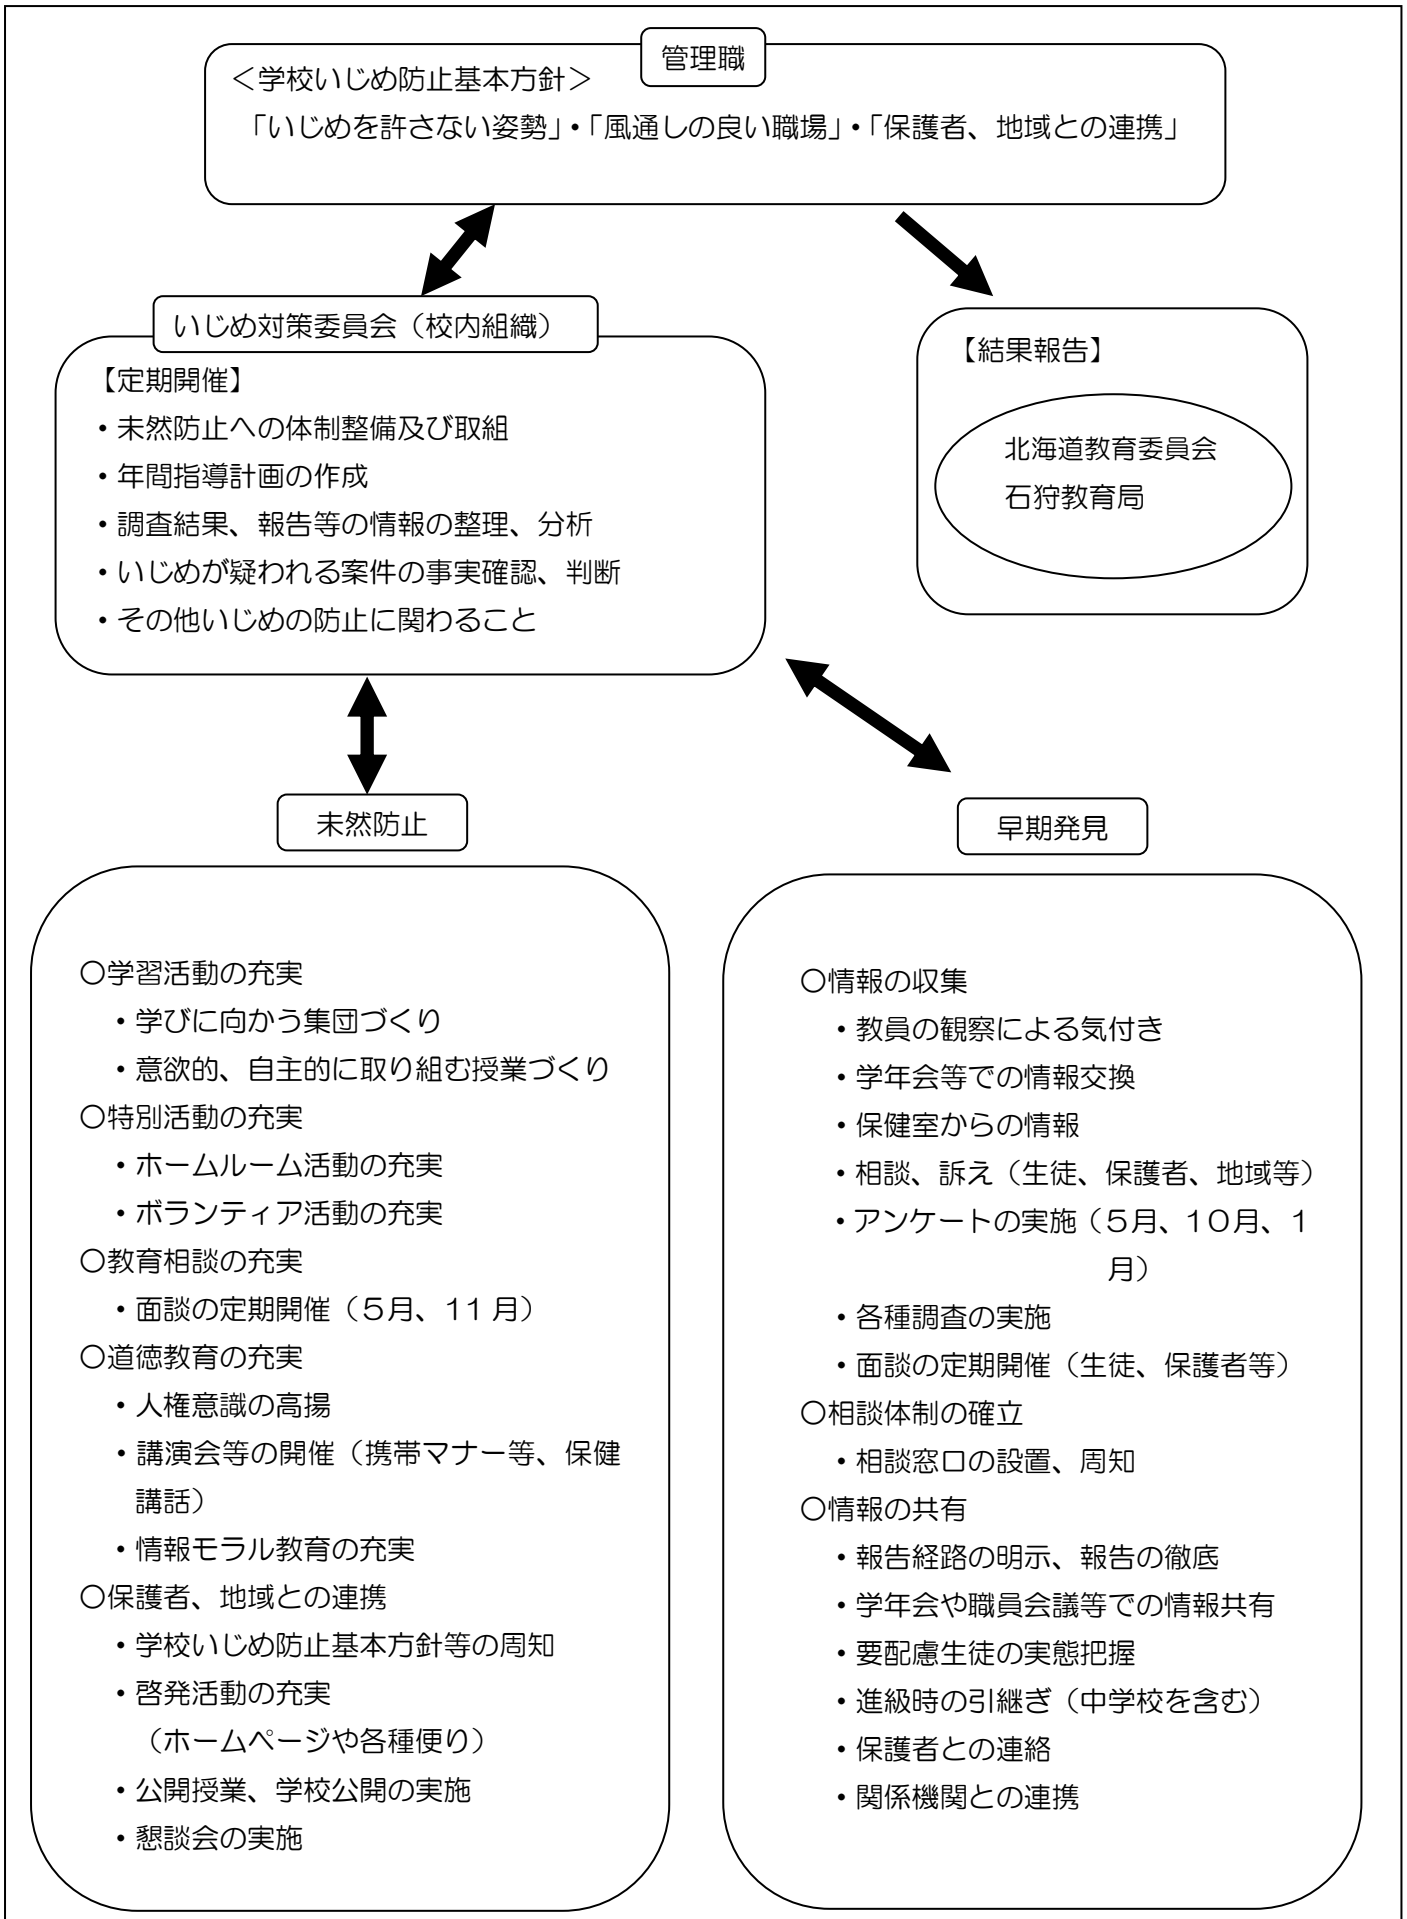 管理職
＜学校いじめ防止基本方針＞
「いじめを許さない姿勢」・「風通しの良い職場」・「保護者、地域との連携」
いじめ対策委員会（校内組織）
【定期開催】
・未然防止への体制整備及び取組
・年間指導計画の作成
・調査結果、報告等の情報の整理、分析
・いじめが疑われる案件の事実確認、判断
・その他いじめの防止に関わること
【結果報告】
北海道教育委員会
石狩教育局
未然防止
〇学習活動の充実
・学びに向かう集団づくり
・意欲的、自主的に取り組む授業づくり
〇特別活動の充実
・ホームルーム活動の充実
・ボランティア活動の充実
〇教育相談の充実
・面談の定期開催（５月、11 月）
〇道徳教育の充実
・人権意識の高揚
・講演会等の開催（携帯マナー等、保健
講話）
・情報モラル教育の充実
〇保護者、地域との連携
・学校いじめ防止基本方針等の周知
・啓発活動の充実
（ホームページや各種便り）
・公開授業、学校公開の実施
・懇談会の実施
早期発見
〇情報の収集
・教員の観察による気付き
・学年会等での情報交換
・保健室からの情報
・相談、訴え（生徒、保護者、地域等）
・アンケートの実施（５月、１０月、１
月）
・各種調査の実施
・面談の定期開催（生徒、保護者等）
〇相談体制の確立
・相談窓口の設置、周知
〇情報の共有
・報告経路の明示、報告の徹底
・学年会や職員会議等での情報共有
・要配慮生徒の実態把握
・進級時の引継ぎ（中学校を含む）
・保護者との連絡
・関係機関との連携